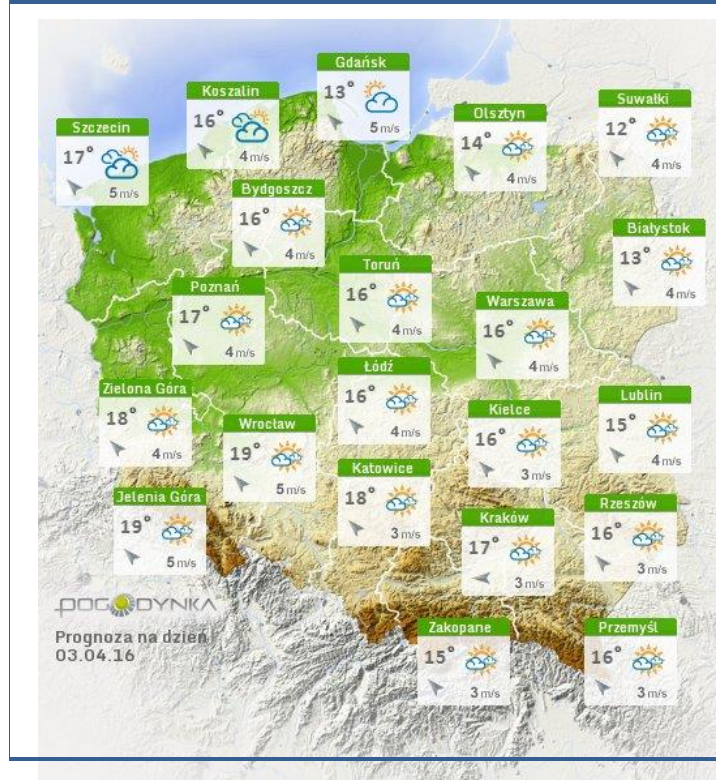 Gdańsk
13°
5 m/s
Koszalin
16°
4 m/s
Suwałki
12°
4 m/s
Olsztyn
14°
4 m/s
Szczecin
17°
5 m/s
Bydgoszcz
16°
4 m/s
Białystok
13°
4 m/s
Toruń
16°
4 m/s
Poznań
17°
4 m/s
Warszawa
16°
4 m/s
Łódź
16°
4 m/s
Zielona Góra
18°
4 m/s
Lublin
15°
4 m/s
Kielce
16°
3 m/s
Wrocław
19°
5 m/s
Katowice
18°
3 m/s
Jelenia Góra
19°
5 m/s
Rzeszów
16°
3 m/s
Kraków
17°
3 m/s
POGODYNKA
Prognoza na dzień
03.04.16
Zakopane
15°
3 m/s
Przemyśl
16°
3 m/s